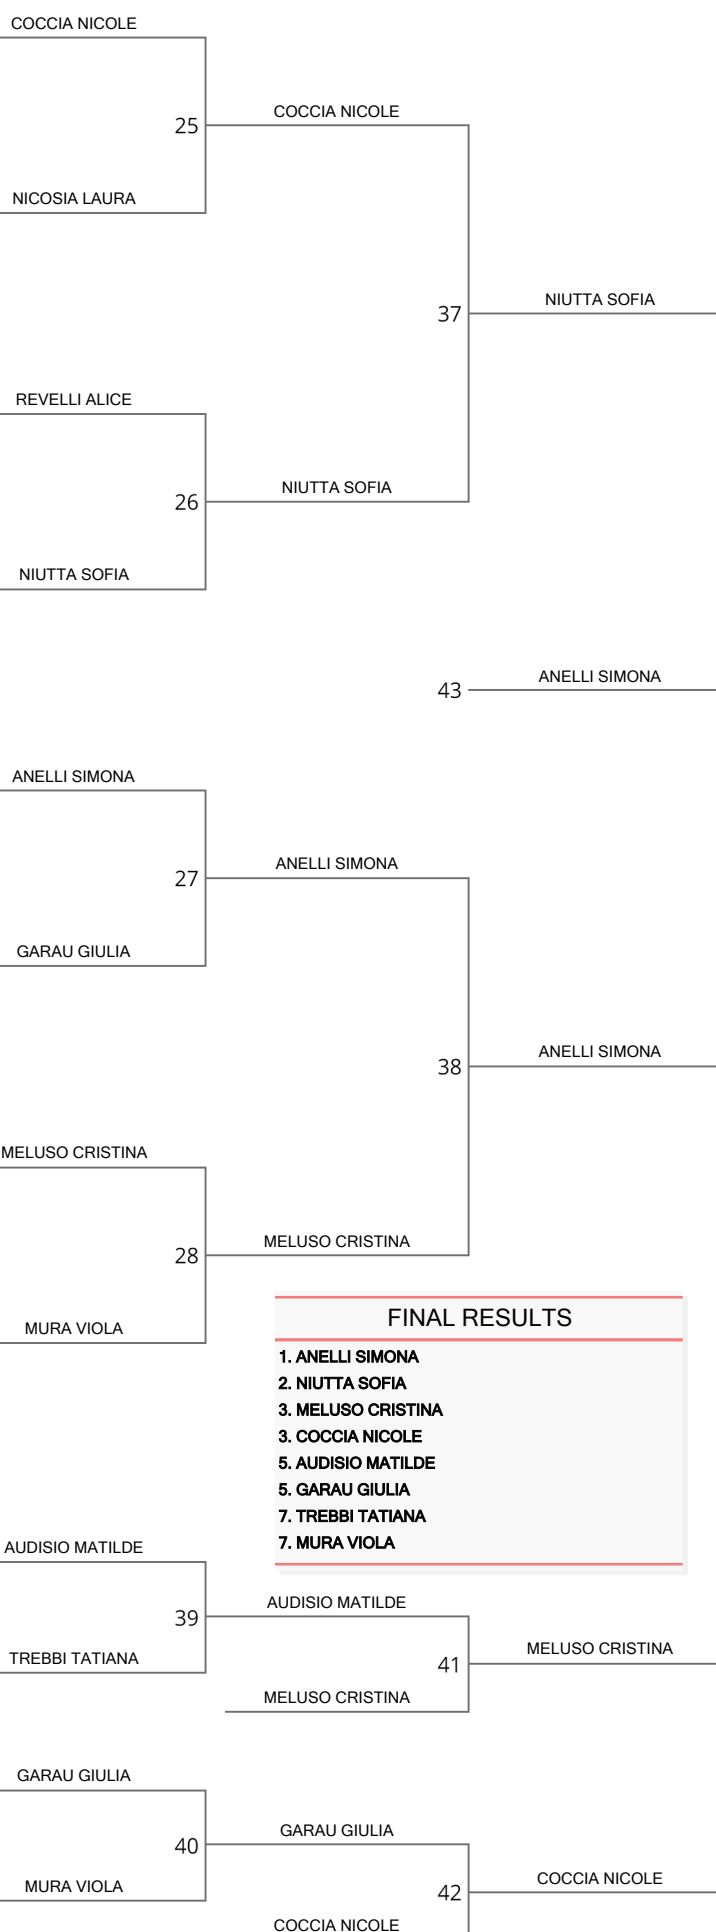 COCCIA NICOLE
25
COCCIA NICOLE
NICOSIA LAURA
37
NIUTTA SOFIA
REVELLI ALICE
26
NIUTTA SOFIA
NIUTTA SOFIA
43
ANELLI SIMONA
ANELLI SIMONA
27
ANELLI SIMONA
GARAU GIULIA
38
ANELLI SIMONA
MELUSO CRISTINA
28
MELUSO CRISTINA
MURA VIOLA
FINAL RESULTS
1. ANELLI SIMONA
2. NIUTTA SOFIA
3. MELUSO CRISTINA
3. COCCIA NICOLE
5. AUDISIO MATILDE
5. GARAU GIULIA
7. TREBBI TATIANA
7. MURA VIOLA
AUDISIO MATILDE
39
AUDISIO MATILDE
TREBBI TATIANA
41
MELUSO CRISTINA
MELUSO CRISTINA
GARAU GIULIA
40
GARAU GIULIA
MURA VIOLA
42
COCCIA NICOLE
COCCIA NICOLE